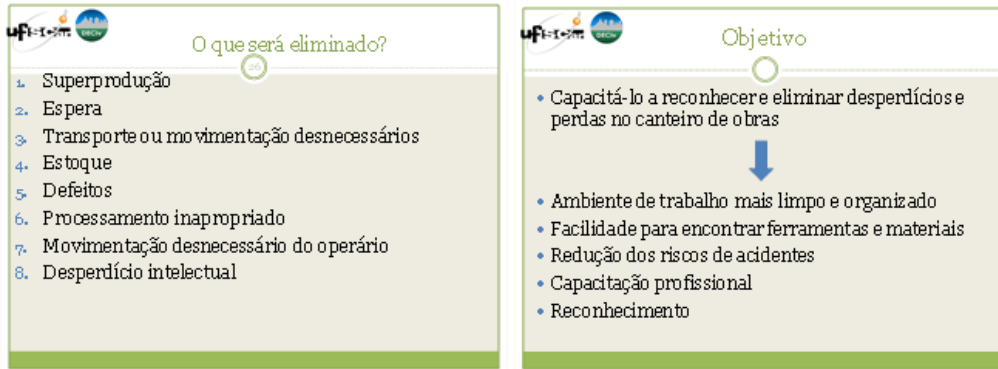 O que será eliminado?
26
1. Superprodução
2. Espera
3. Transporte ou movimentação desnecessários
4. Estoque
5. Defeitos
6. Processamento inapropriado
7. Movimentação desnecessário do operário
8. Desperdício intelectual
Objetivo
• Capacitá-lo a reconhecer e eliminar desperdícios e
perdas no canteiro de obras
• Ambiente de trabalho mais limpo e organizado
• Facilidade para encontrar ferramentas e materiais
• Redução dos riscos de acidentes
• Capacitação profissional
• Reconhecimento